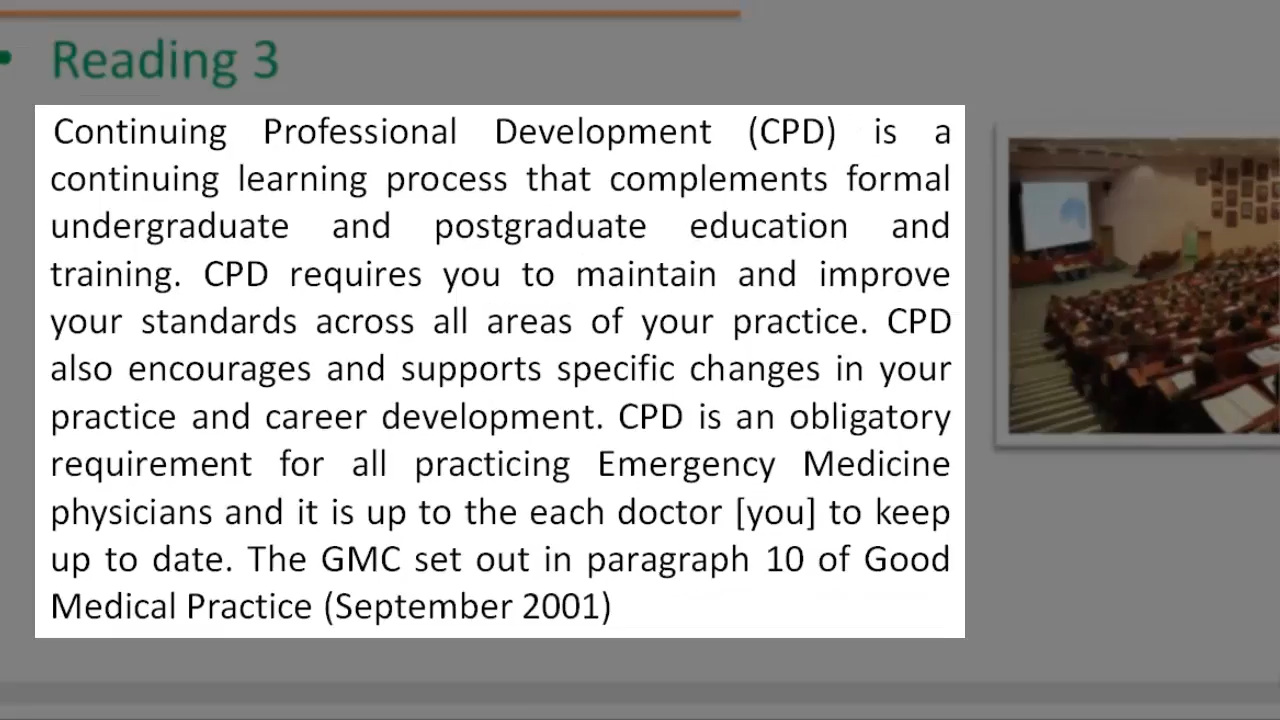 • Reading 3
Continuing Professional Development (CPD) is a
continuing learning process that complements formal
undergraduate and postgraduate education and
training. CPD requires you to maintain and improve
your standards across all areas of your practice. CPD
also encourages and supports specific changes in your
practice and career development. CPD is an obligatory
requirement for all practicing Emergency Medicine
physicians and it is up to the each doctor [you] to keep
up to date. The GMC set out in paragraph 10 of Good
Medical Practice (September 2001)